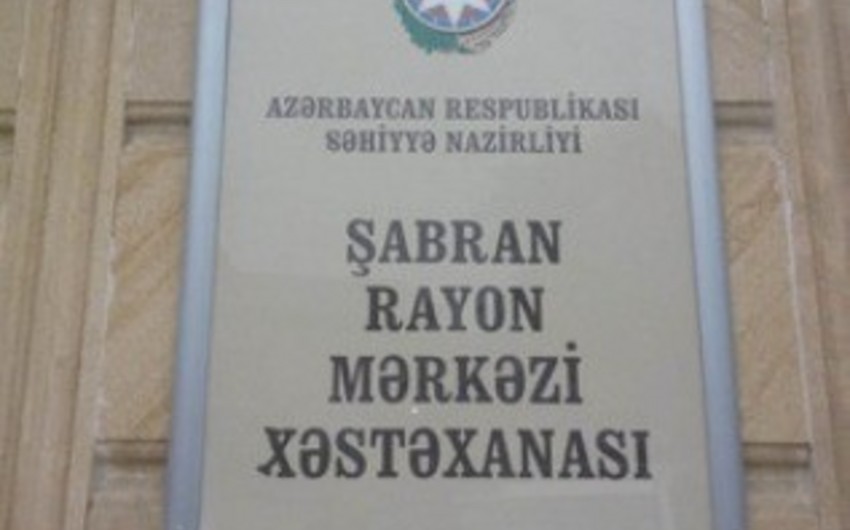 AZƏRBAYCAN RESPUBLİKASI
SƏHİYYƏ NAZİRLİYİ
ŞABRAN
RAYON
MƏRKƏZİ
XƏSTƏXANASI